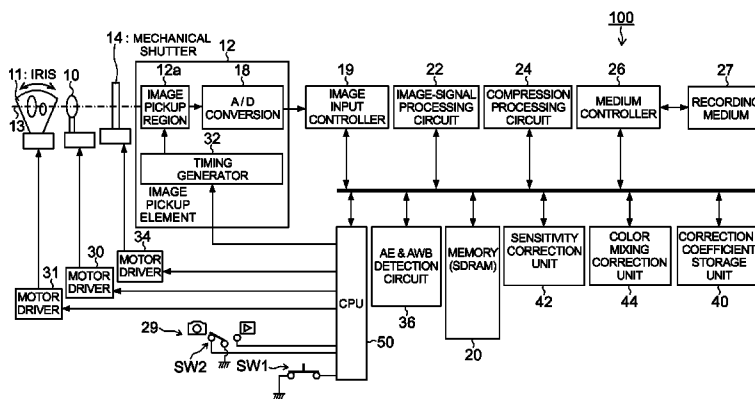 100
14 : MECHANICAL
SHUTTER
12
11: IRIS
10
12a
18
19
22
24
26
27
13
IMAGE
PICKUP
REGION
A/D
CONVERSION
IMAGE
INPUT
CONTROLLER
IMAGE-SIGNAL
PROCESSING
CIRCUIT
COMPRESSION
PROCESSING
CIRCUIT
MEDIUM
CONTROLLER
RECORDING
MEDIUM
32
TIMING
GENERATOR
IMAGE
PICKUP
ELEMENT
34
MOTOR
DRIVER
30
MOTOR
DRIVER
31
MOTOR
DRIVER
CPU
50
AE & AWB
DETECTION
CIRCUIT
36
MEMORY
(SDRAM)
20
SENSITIVITY
CORRECTION
UNIT
42
COLOR
MIXING
CORRECTION
UNIT
44
CORRECTION
COEFFICIENT
STORAGE
UNIT
40
29
SW2
SW1